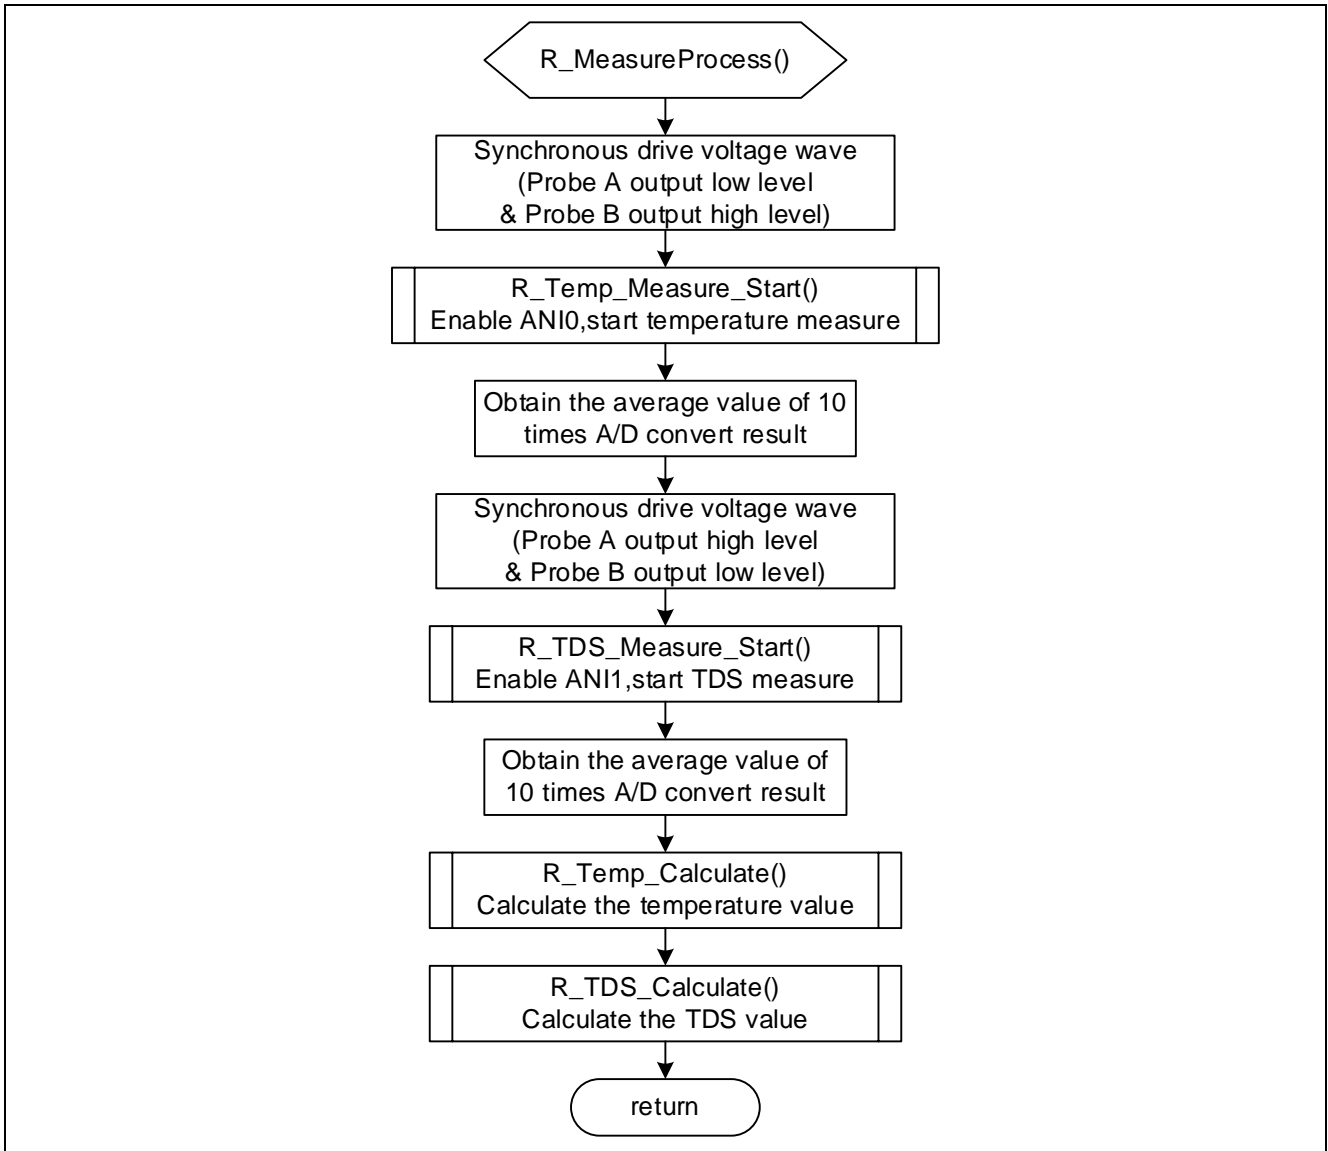 R_MeasureProcess()
Synchronous drive voltage wave
(Probe A output low level
& Probe B output high level)
R_Temp_Measure_Start()
Enable ANI0,start temperature measure
Obtain the average value of 10
times A/D convert result
Synchronous drive voltage wave
(Probe A output high level
& Probe B output low level)
R_TDS_Measure_Start()
Enable ANI1,start TDS measure
Obtain the average value of
10 times A/D convert result
R_Temp_Calculate()
Calculate the temperature value
R_TDS_Calculate()
Calculate the TDS value
return